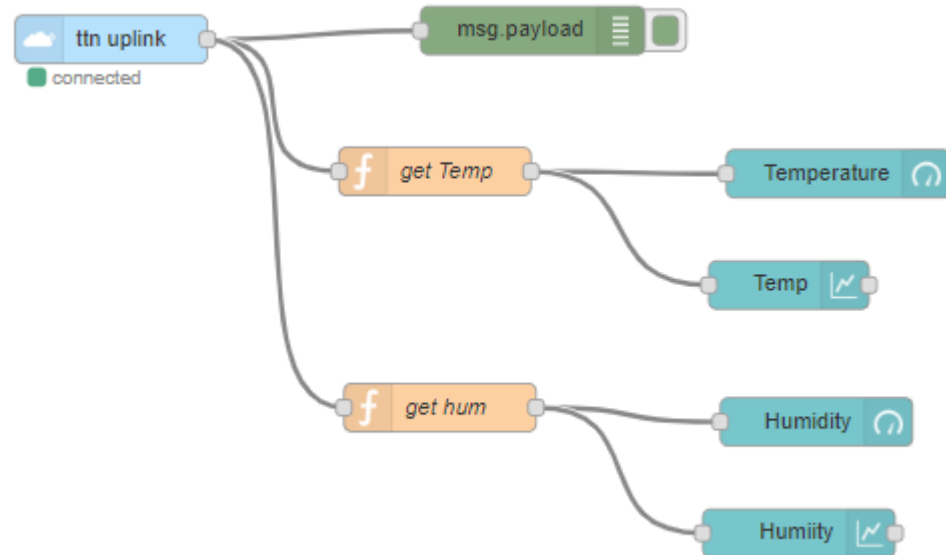 ttn uplink
connected
msg.payload
get Temp
Temperature
Temp
get hum
Humidity
Humiity